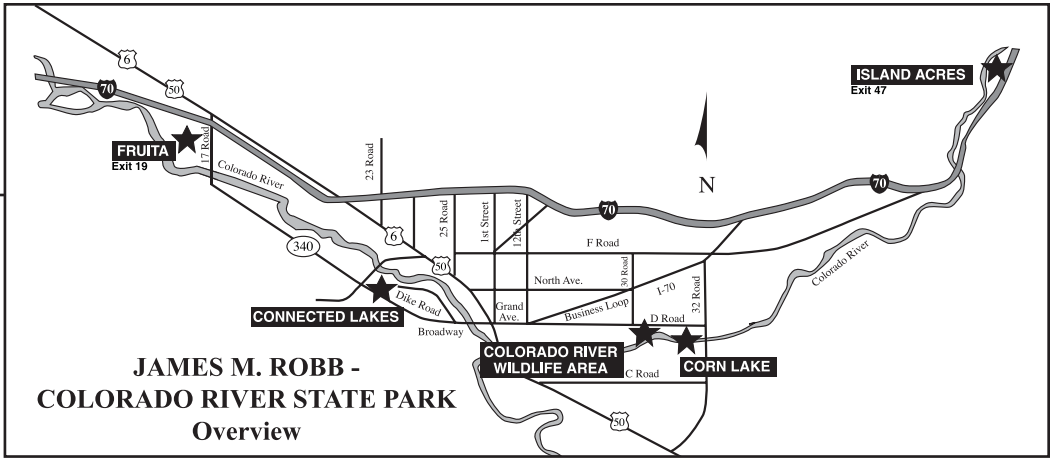 6
50
70
ISLAND ACRES
Exit 47
FRUITA
Exit 19
17 Road
Colorado River
23 Road
N
70
70
340
6
50
25 Road
1st Street
12th Street
F Road
30 Road
North Ave.
I-70
Business Loop
32 Road
Colorado River
Dike Road
Grand
Ave.
D Road
CONNECTED LAKES
Broadway
COLORADO RIVER
WILDLIFE AREA
CORN LAKE
C Road
50
JAMES M. ROBB -
COLORADO RIVER STATE PARK
Overview